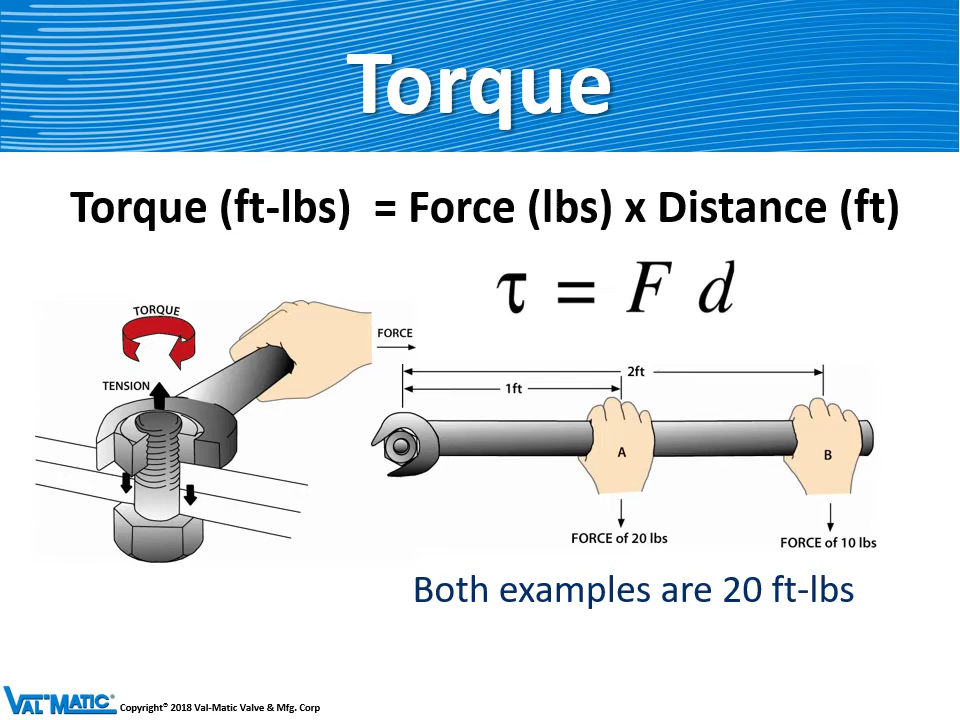 Torque
Torque (ft-lbs) = Force (lbs) x Distance (ft)
τ = F d
TORQUE
TENSION
FORCE
2ft
1ft
A
B
FORCE of 20 lbs
FORCE of 10 lbs
Both examples are 20 ft-lbs
VAL-MATIC® Copyright© 2018 Val-Matic Valve & Mfg. Corp